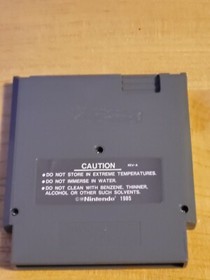 CAUTION
REV-A
●DO NOT STORE IN EXTREME TEMPERATURES.
●DO NOT IMMERSE IN WATER.
●DO NOT CLEAN WITH BENZENE, THINNER,
ALCOHOL OR OTHER SUCH SOLVENTS.
©Nintendo 1985